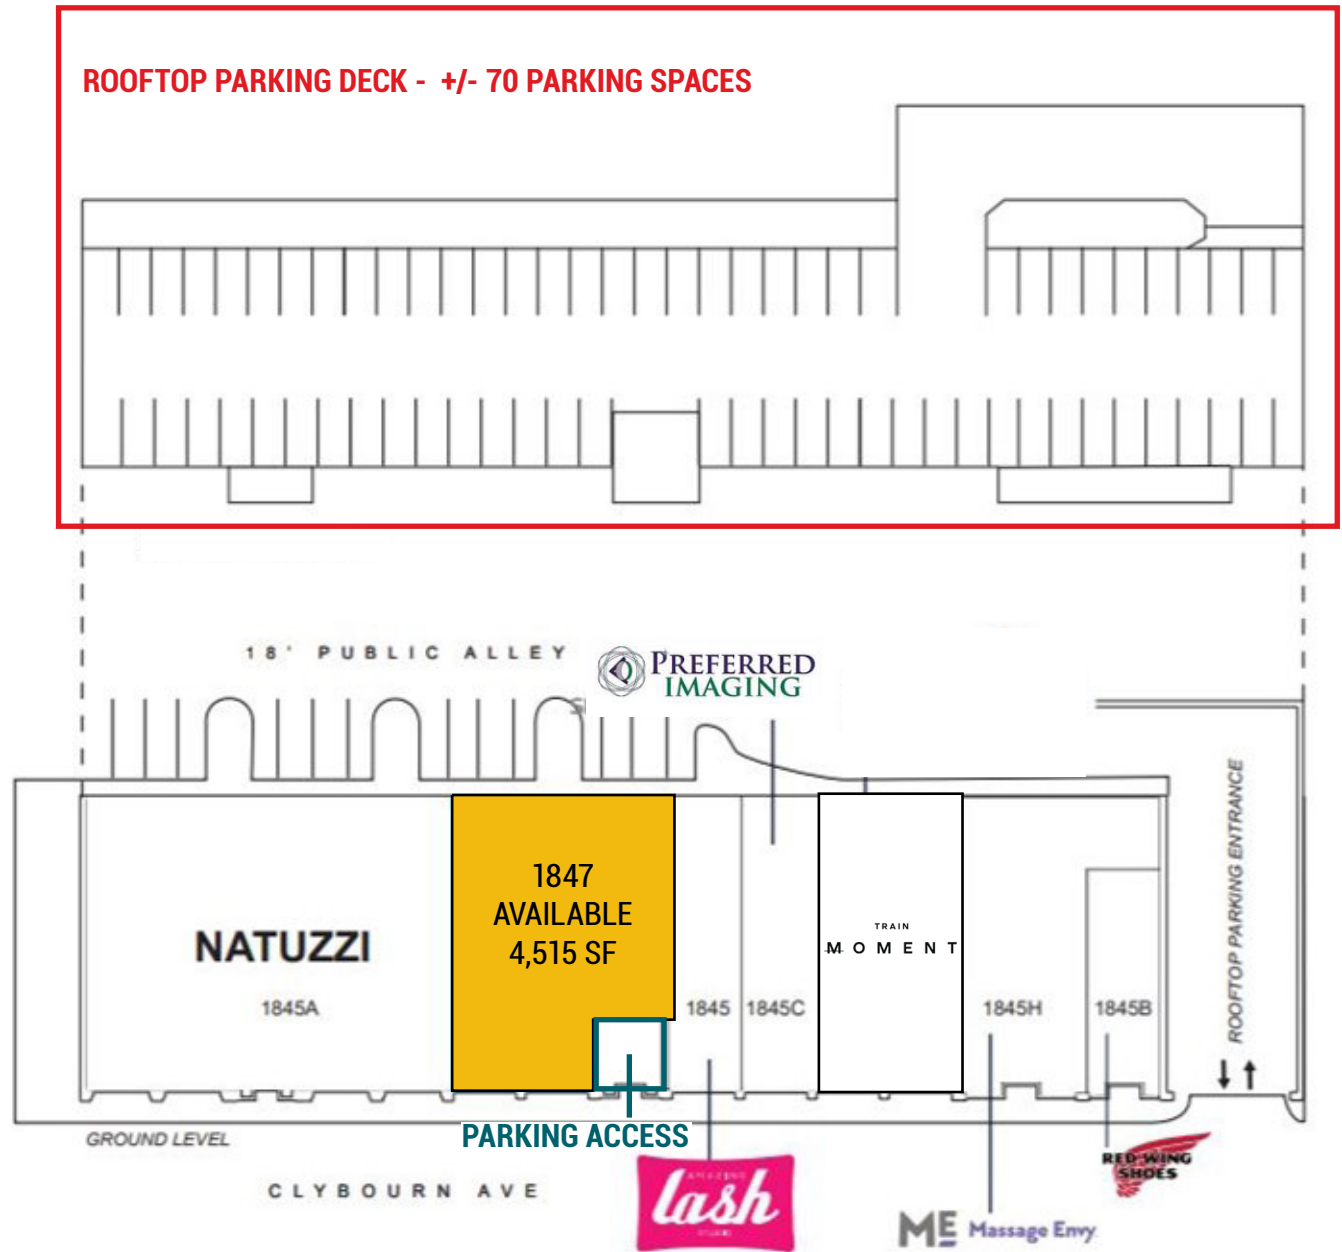 ROOFTOP PARKING DECK - +/- 70 PARKING SPACES
18' PUBLIC ALLEY
PREFERRED
IMAGING
ROOFTOP PARKING ENTRANCE
1847
AVAILABLE
4,515 SF
NATUZZI
1845A
TRAIN
MOMENT
1845
1845C
1845H
1845B
GROUND LEVEL
PARKING ACCESS
CLYBOURN AVE
AMAZING
lash
STUDIO
RED WING
SHOES
ME Massage Envy